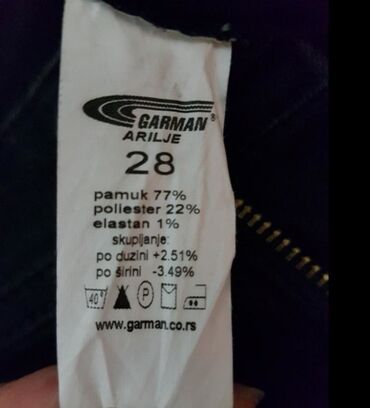 GARMAN®
ARILJE
28
pamuk 77%
poliester 22%
elastan 1%
skupljanje:
po duzini +2.51%
po širini -3.49%
40° P
www.garman.co.rs